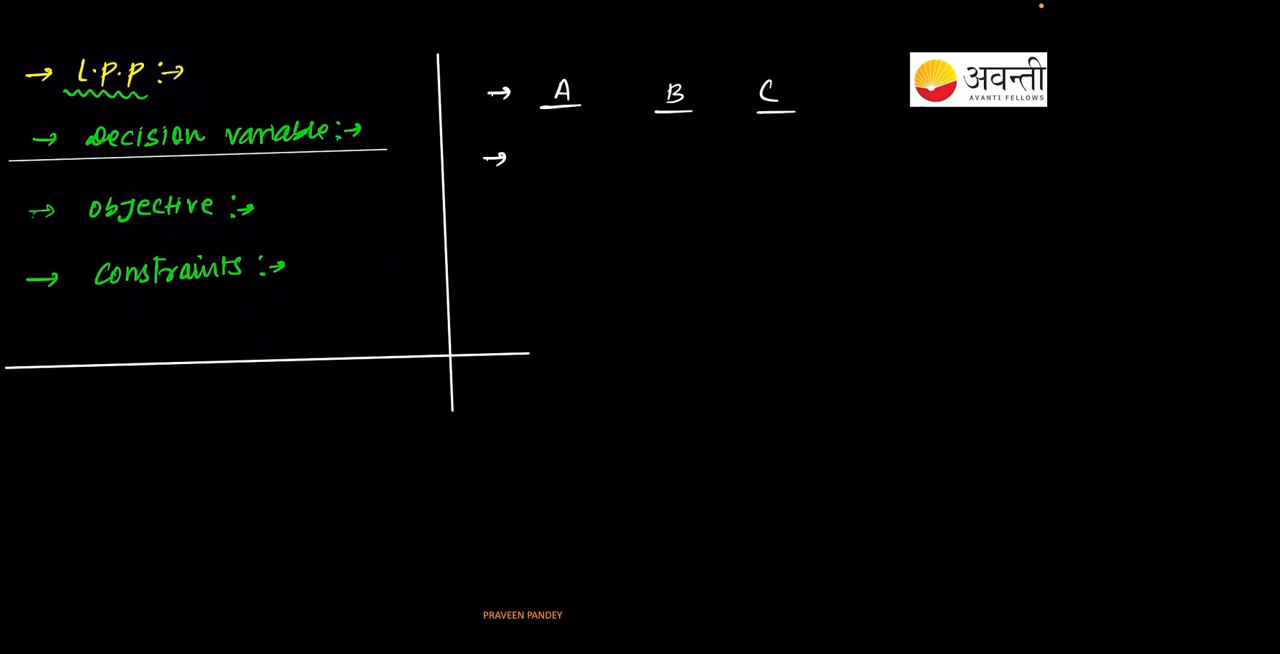 → L.P.P :→
→ Decision variable :→
→ objective :→
→ constraints :→
→ A B C
→
अवन्ती
AVANTI FELLOWS
PRAVEEN PANDEY